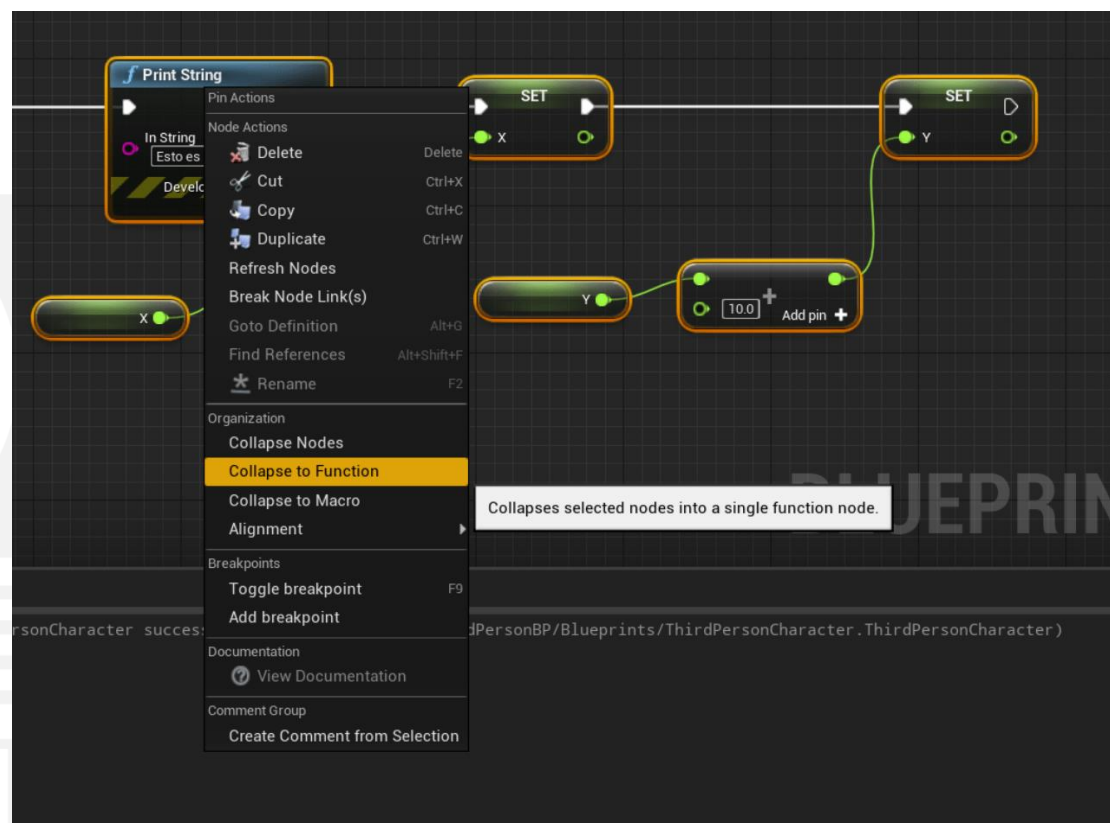 f Print String
In String
Esto es
SET
X
SET
Y
X
Y
10.0
Add pin
Pin Actions
Node Actions
Delete Delete
Cut Ctrl+X
Copy Ctrl+C
Duplicate Ctrl+W
Refresh Nodes
Break Node Link(s)
Goto Definition Alt+G
Find References Alt+Shift+F
Rename F2
Organization
Collapse Nodes
Collapse to Function
Collapse to Macro
Alignment
Collapses selected nodes into a single function node.
Breakpoints
Toggle breakpoint F9
Add breakpoint
Documentation
View Documentation
Comment Group
Create Comment from Selection
rsonCharacter succes dPersonBP/Blueprints/ThirdPersonCharacter.ThirdPersonCharacter)